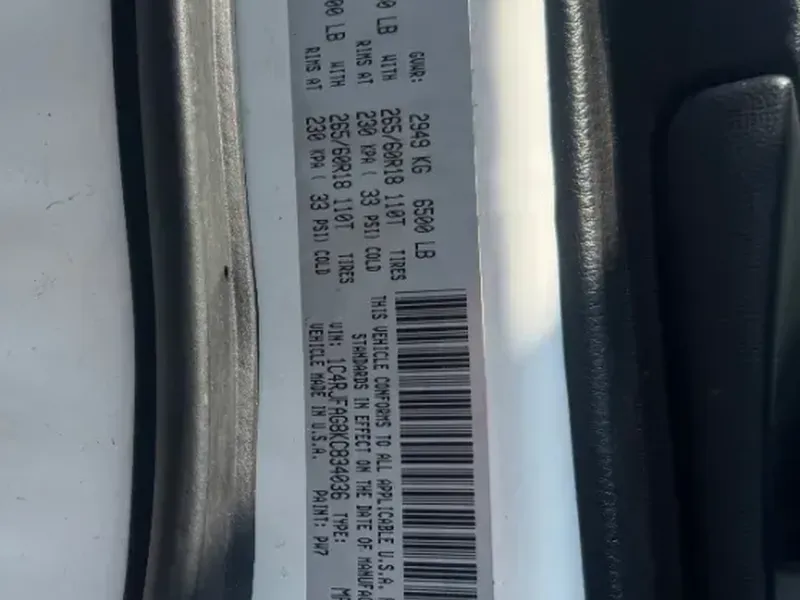 GVWR: 2949 KG 6500 LB
00 LB WITH 265/60R18 110T TIRES
RIMS AT 230 KPA ( 33 PSI) COLD
00 LB WITH 265/60R18 110T TIRES
RIMS AT 230 KPA ( 33 PSI) COLD
THIS VEHICLE CONFORMS TO ALL APPLICABLE U.S.A.
STANDARDS IN EFFECT ON THE DATE OF MANUFAC
VIN: 1C4RJFAG8KC834036 TYPE:
VEHICLE MADE IN U.S.A. PAINT: PW7